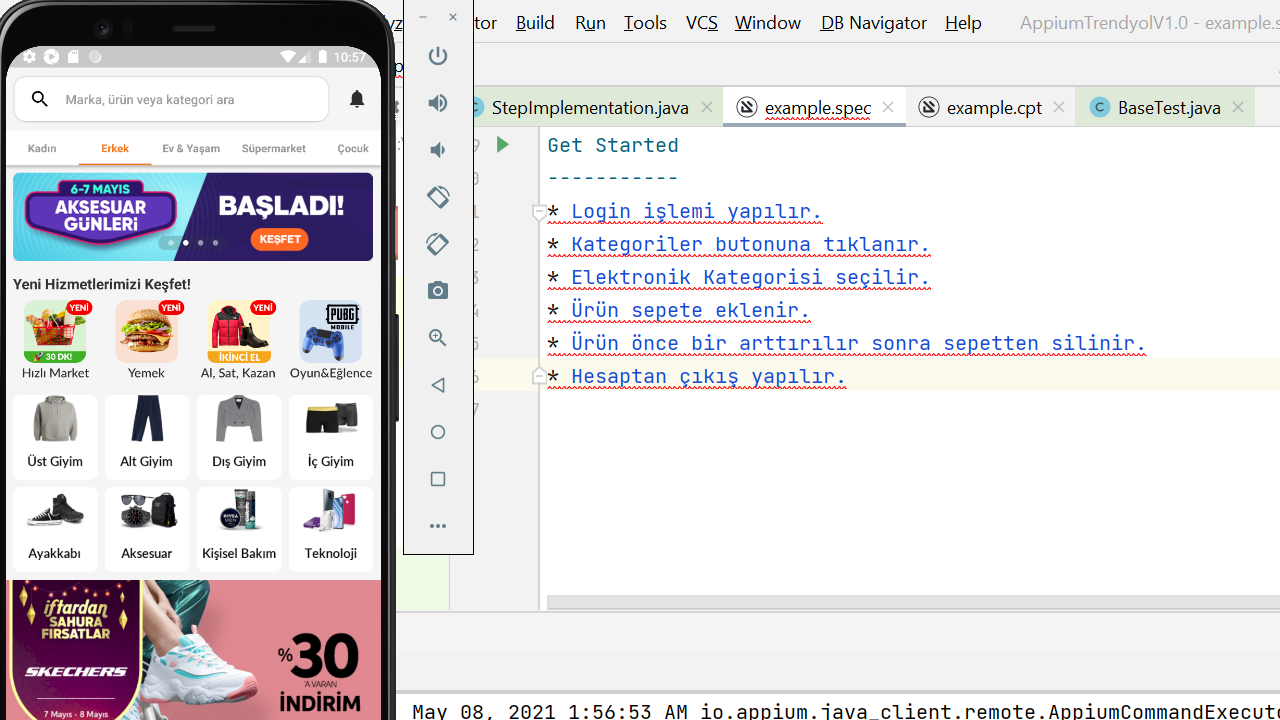 10:57
Marka, ürün veya kategori ara
Kadın Erkek Ev & Yaşam Süpermarket Çocuk
6-7 MAYIS
AKSESUAR
GÜNLERİ
BAŞLADI!
KEŞFET
Yeni Hizmetlerimizi Keşfet!
YENİ YENİ YENİ PUBG
MOBILE
30 DK! İKİNCİ EL
Hızlı Market Yemek Al, Sat, Kazan Oyun&Eğlence
Üst Giyim Alt Giyim Dış Giyim İç Giyim
NIVEA
MEN
Ayakkabı Aksesuar Kişisel Bakım Teknoloji
iftardan
SAHURA
FIRSATLAR
SKECHERS
7 Mayıs - 8 Mayıs
%30
'A VARAN
İNDİRİM
Build Run Tools VCS Window DB Navigator Help AppiumTrendyolV1.0 - example.s
StepImplementation.java example.spec example.cpt BaseTest.java
Get Started
-----------
* Login işlemi yapılır.
* Kategoriler butonuna tıklanır.
* Elektronik Kategorisi seçilir.
* Ürün sepete eklenir.
* Ürün önce bir arttırılır sonra sepetten silinir.
* Hesaptan çıkış yapılır.
May 08, 2021 1:56:53 AM io.appium.java_client.remote.AppiumCommandExecuto